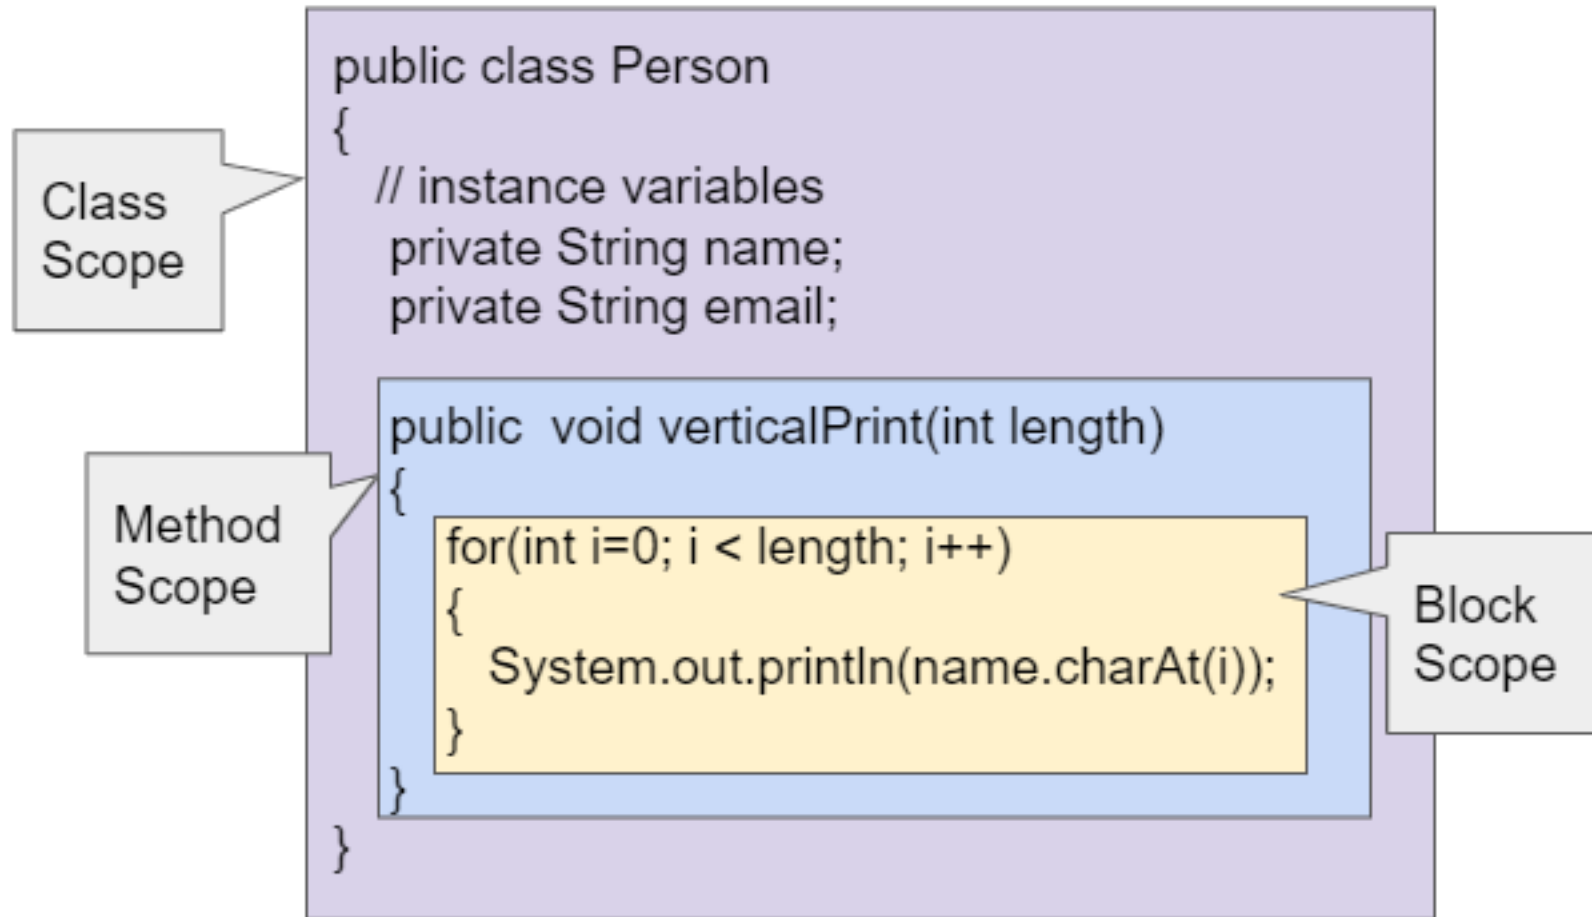 public class Person
{
// instance variables
private String name;
private String email;
public  void verticalPrint(int length)
{
for(int i=0; i < length; i++)
{
System.out.println(name.charAt(i));
}
}
}
Class
Scope
Method
Scope
Block
Scope